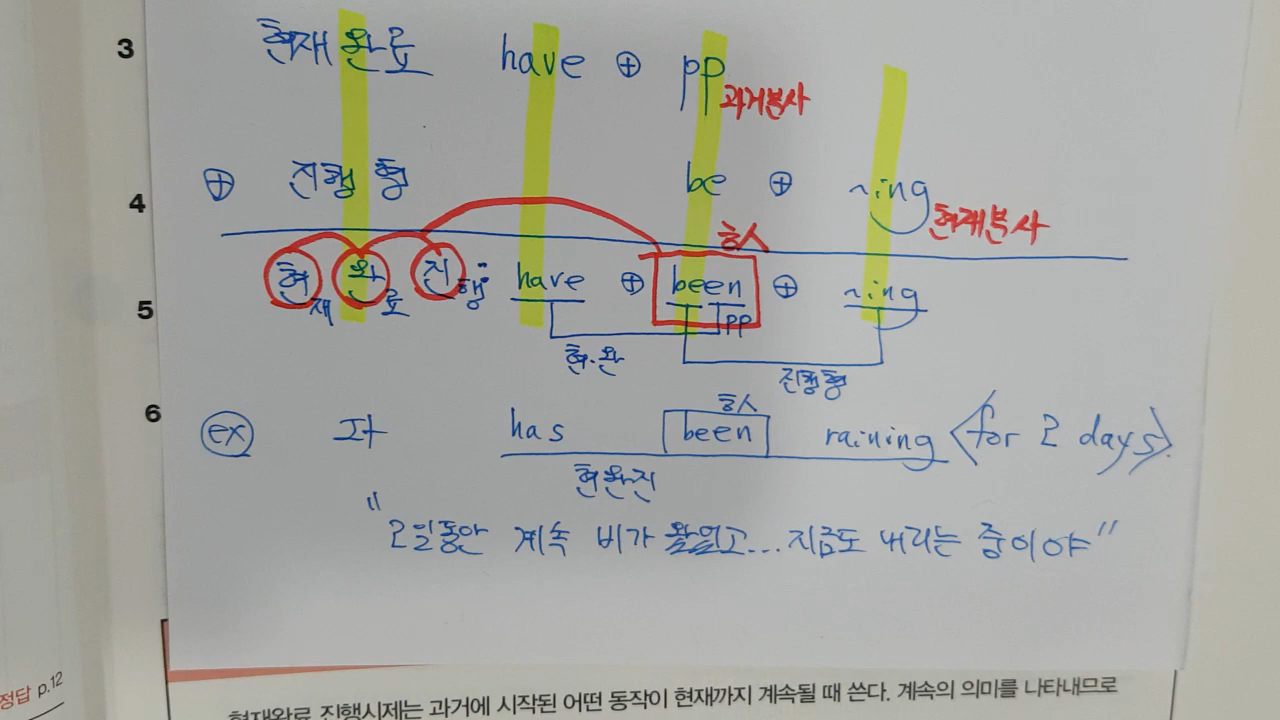 3
현재 완료 have ⊕ pp 과거분사
⊕ 진행형 be ⊕ ~ing 현재분사
4
5
현재 완료 진행: have ⊕ been ⊕ ~ing
pp
현·완
진행형
6
ex has been raining <for 2 days>.
현완진
"2일동안 계속 비가 왔었고... 지금도 내리는 중이야"
정답 p.12
현재완료 진행시제는 과거에 시작된 어떤 동작이 현재까지 계속될 때 쓴다. 계속의 의미를 나타내므로